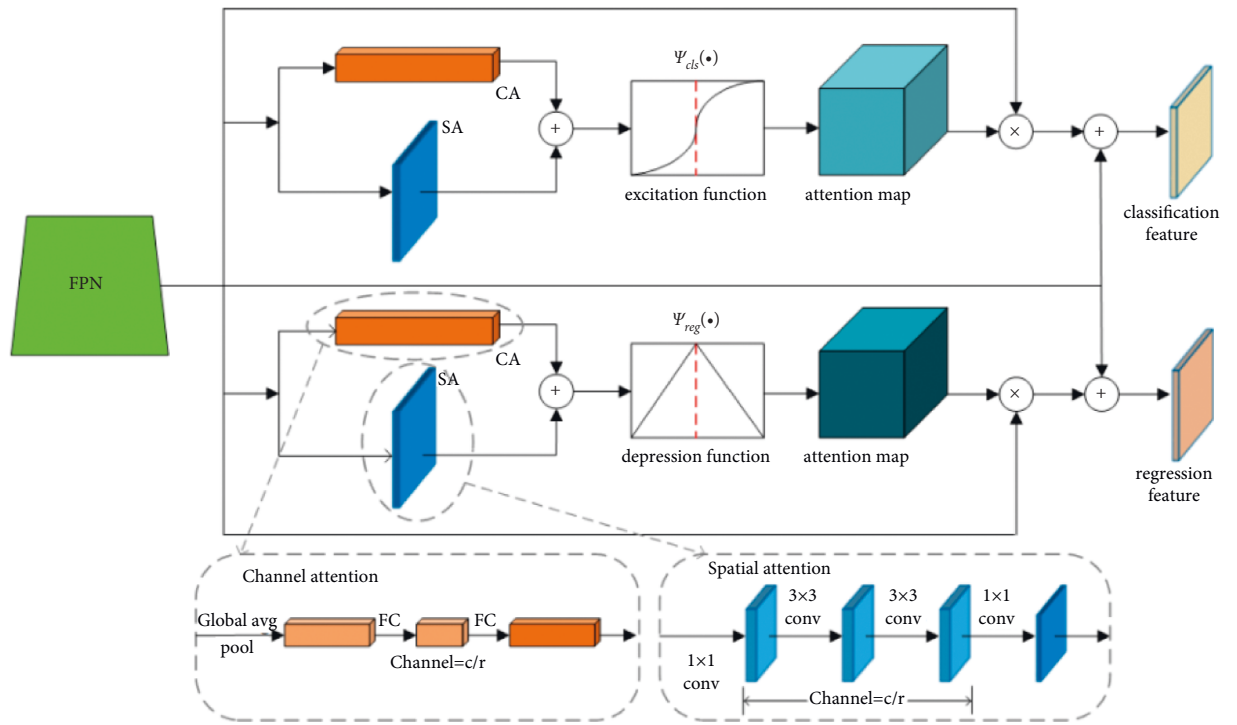 Ψcls(•)
CA
SA
+
×
+
excitation function
attention map
classification
feature
FPN
Ψreg(•)
CA
SA
+
×
+
depression function
attention map
regression
feature
Channel attention
Global avg
pool
FC
FC
Channel=c/r
Spatial attention
1×1
conv
3×3
conv
3×3
conv
1×1
conv
Channel=c/r